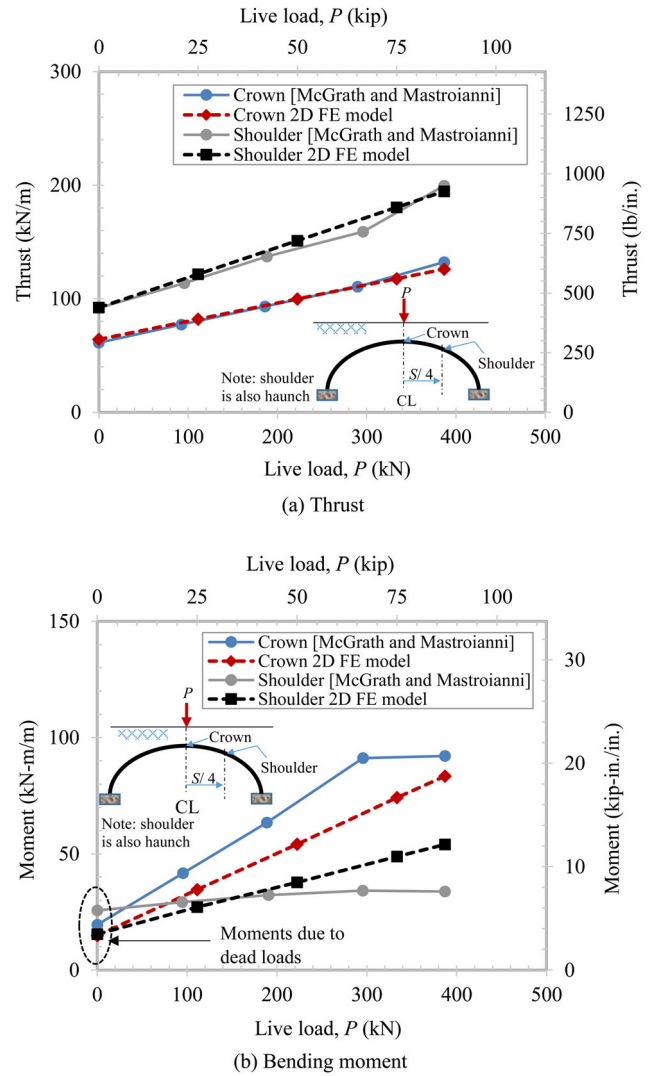 Live load, P (kip)
0 25 50 75 100
300
200
100
0
Thrust (kN/m)
Crown [McGrath and Mastroianni]
Crown 2D FE model
Shoulder [McGrath and Mastroianni]
Shoulder 2D FE model
1250
1000
750
500
250
0
Thrust (lb/in.)
P
Crown
Shoulder
S/ 4
Note: shoulder
is also haunch
CL
0 100 200 300 400 500
Live load, P (kN)
(a) Thrust
Live load, P (kip)
0 25 50 75 100
150
100
50
0
Moment (kN-m/m)
Crown [McGrath and Mastroianni]
Crown 2D FE model
Shoulder [McGrath and Mastroianni]
Shoulder 2D FE model
30
20
10
0
Moment (kip-in./in.)
P
Crown
Shoulder
S/ 4
CL
Note: shoulder
is also haunch
Moments due to
dead loads
0 100 200 300 400 500
Live load, P (kN)
(b) Bending moment